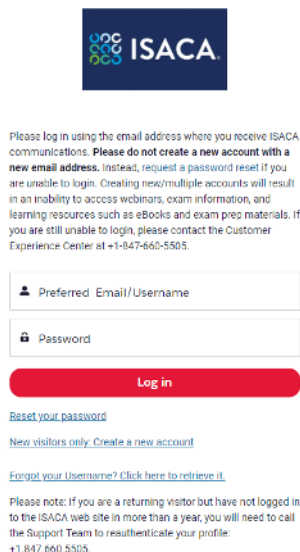 ISACA.
Please log in using the email address where you receive ISACA
communications. Please do not create a new account with a
new email address. Instead, request a password reset if you
are unable to login. Creating new/multiple accounts will result
in an inability to access webinars, exam information, and
learning resources such as eBooks and exam prep materials. If
you are still unable to login, please contact the Customer
Experience Center at +1-847-660-5505.
Preferred Email/Username
Password
Log in
Reset your password
New visitors only: Create a new account
Forgot your Username? Click here to retrieve it.
Please note: If you are a returning visitor but have not logged in
to the ISACA web site in more than a year, you will need to call
the Support Team to reauthenticate your profile:
+1.847.660.5505.